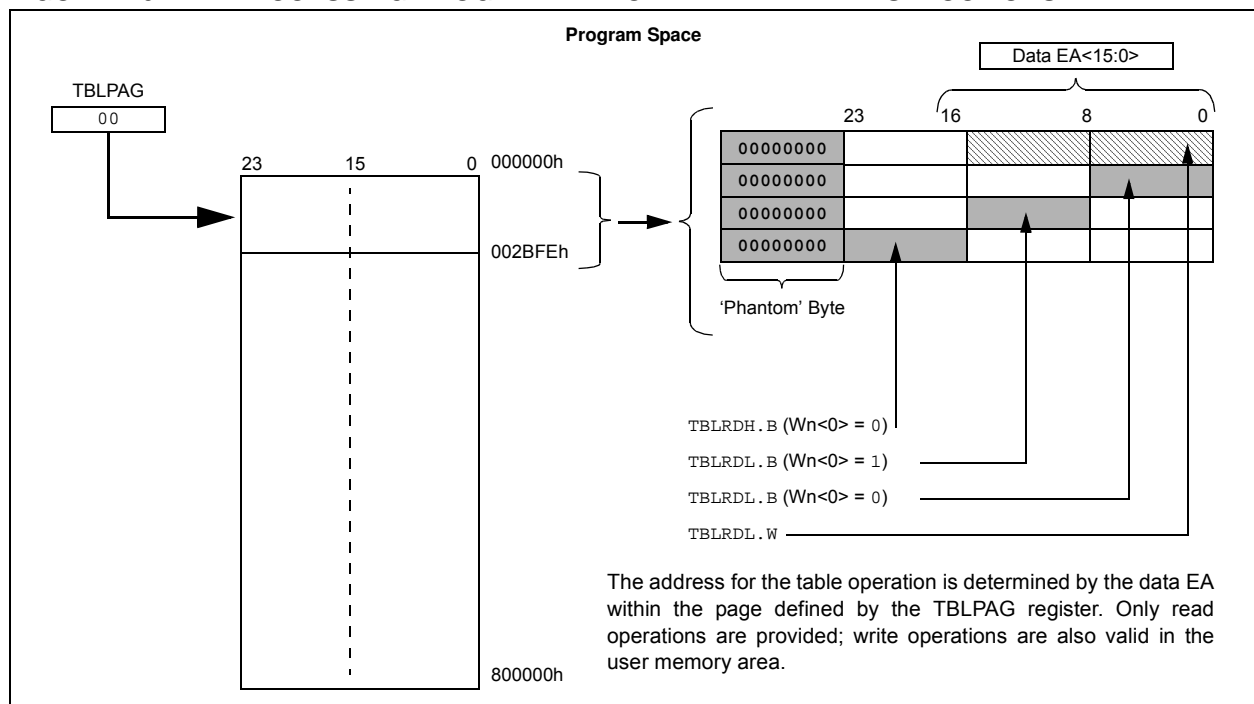 Program Space
Data EA<15:0>
TBLPAG
00
23 16 8 0
23 15 0
000000h
002BFEh
800000h
00000000
00000000
00000000
00000000
'Phantom' Byte
TBLRDH.B (Wn<0> = 0)
TBLRDL.B (Wn<0> = 1)
TBLRDL.B (Wn<0> = 0)
TBLRDL.W
The address for the table operation is determined by the data EA
within the page defined by the TBLPAG register. Only read
operations are provided; write operations are also valid in the
user memory area.